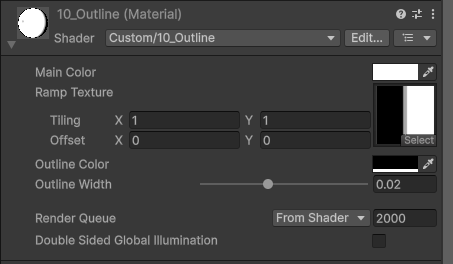 10_Outline (Material)
Shader Custom/10_Outline Edit...
Main Color
Ramp Texture
Tiling X 1 Y 1
Offset X 0 Y 0
Select
Outline Color
Outline Width 0.02
Render Queue From Shader 2000
Double Sided Global Illumination